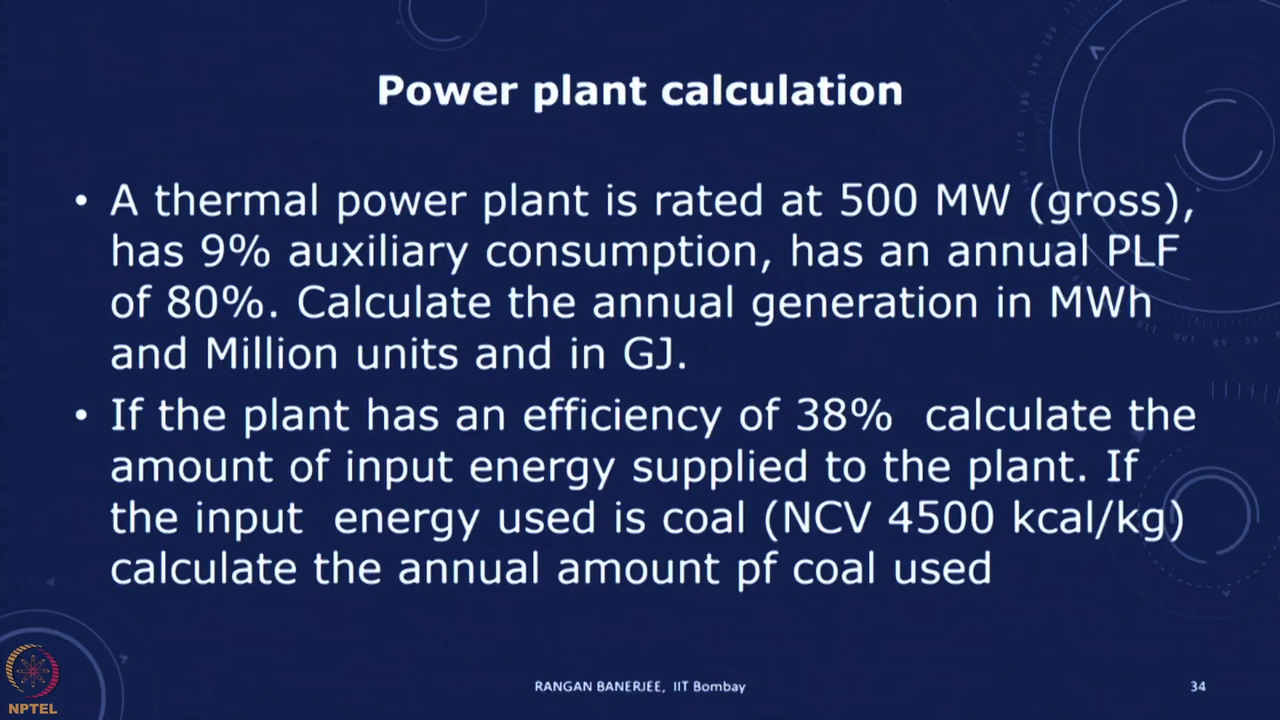 Power plant calculation
• A thermal power plant is rated at 500 MW (gross),
has 9% auxiliary consumption, has an annual PLF
of 80%. Calculate the annual generation in MWh
and Million units and in GJ.
• If the plant has an efficiency of 38% calculate the
amount of input energy supplied to the plant. If
the input energy used is coal (NCV 4500 kcal/kg)
calculate the annual amount pf coal used
NPTEL
RANGAN BANERJEE, IIT Bombay
34